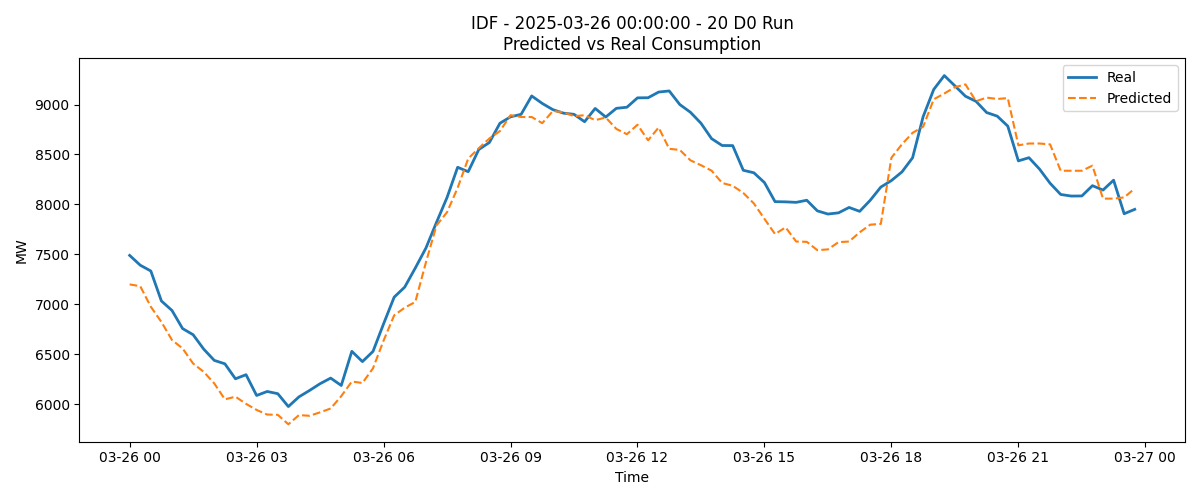 IDF - 2025-03-26 00:00:00 - 20 D0 Run
Predicted vs Real Consumption
Real
Predicted
MW
9000
8500
8000
7500
7000
6500
6000
03-26 00
03-26 03
03-26 06
03-26 09
03-26 12
03-26 15
03-26 18
03-26 21
03-27 00
Time